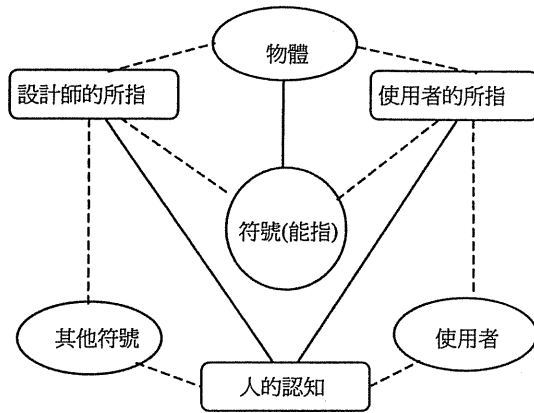 物體
設計師的所指
使用者的所指
符號(能指)
其他符號
使用者
人的認知